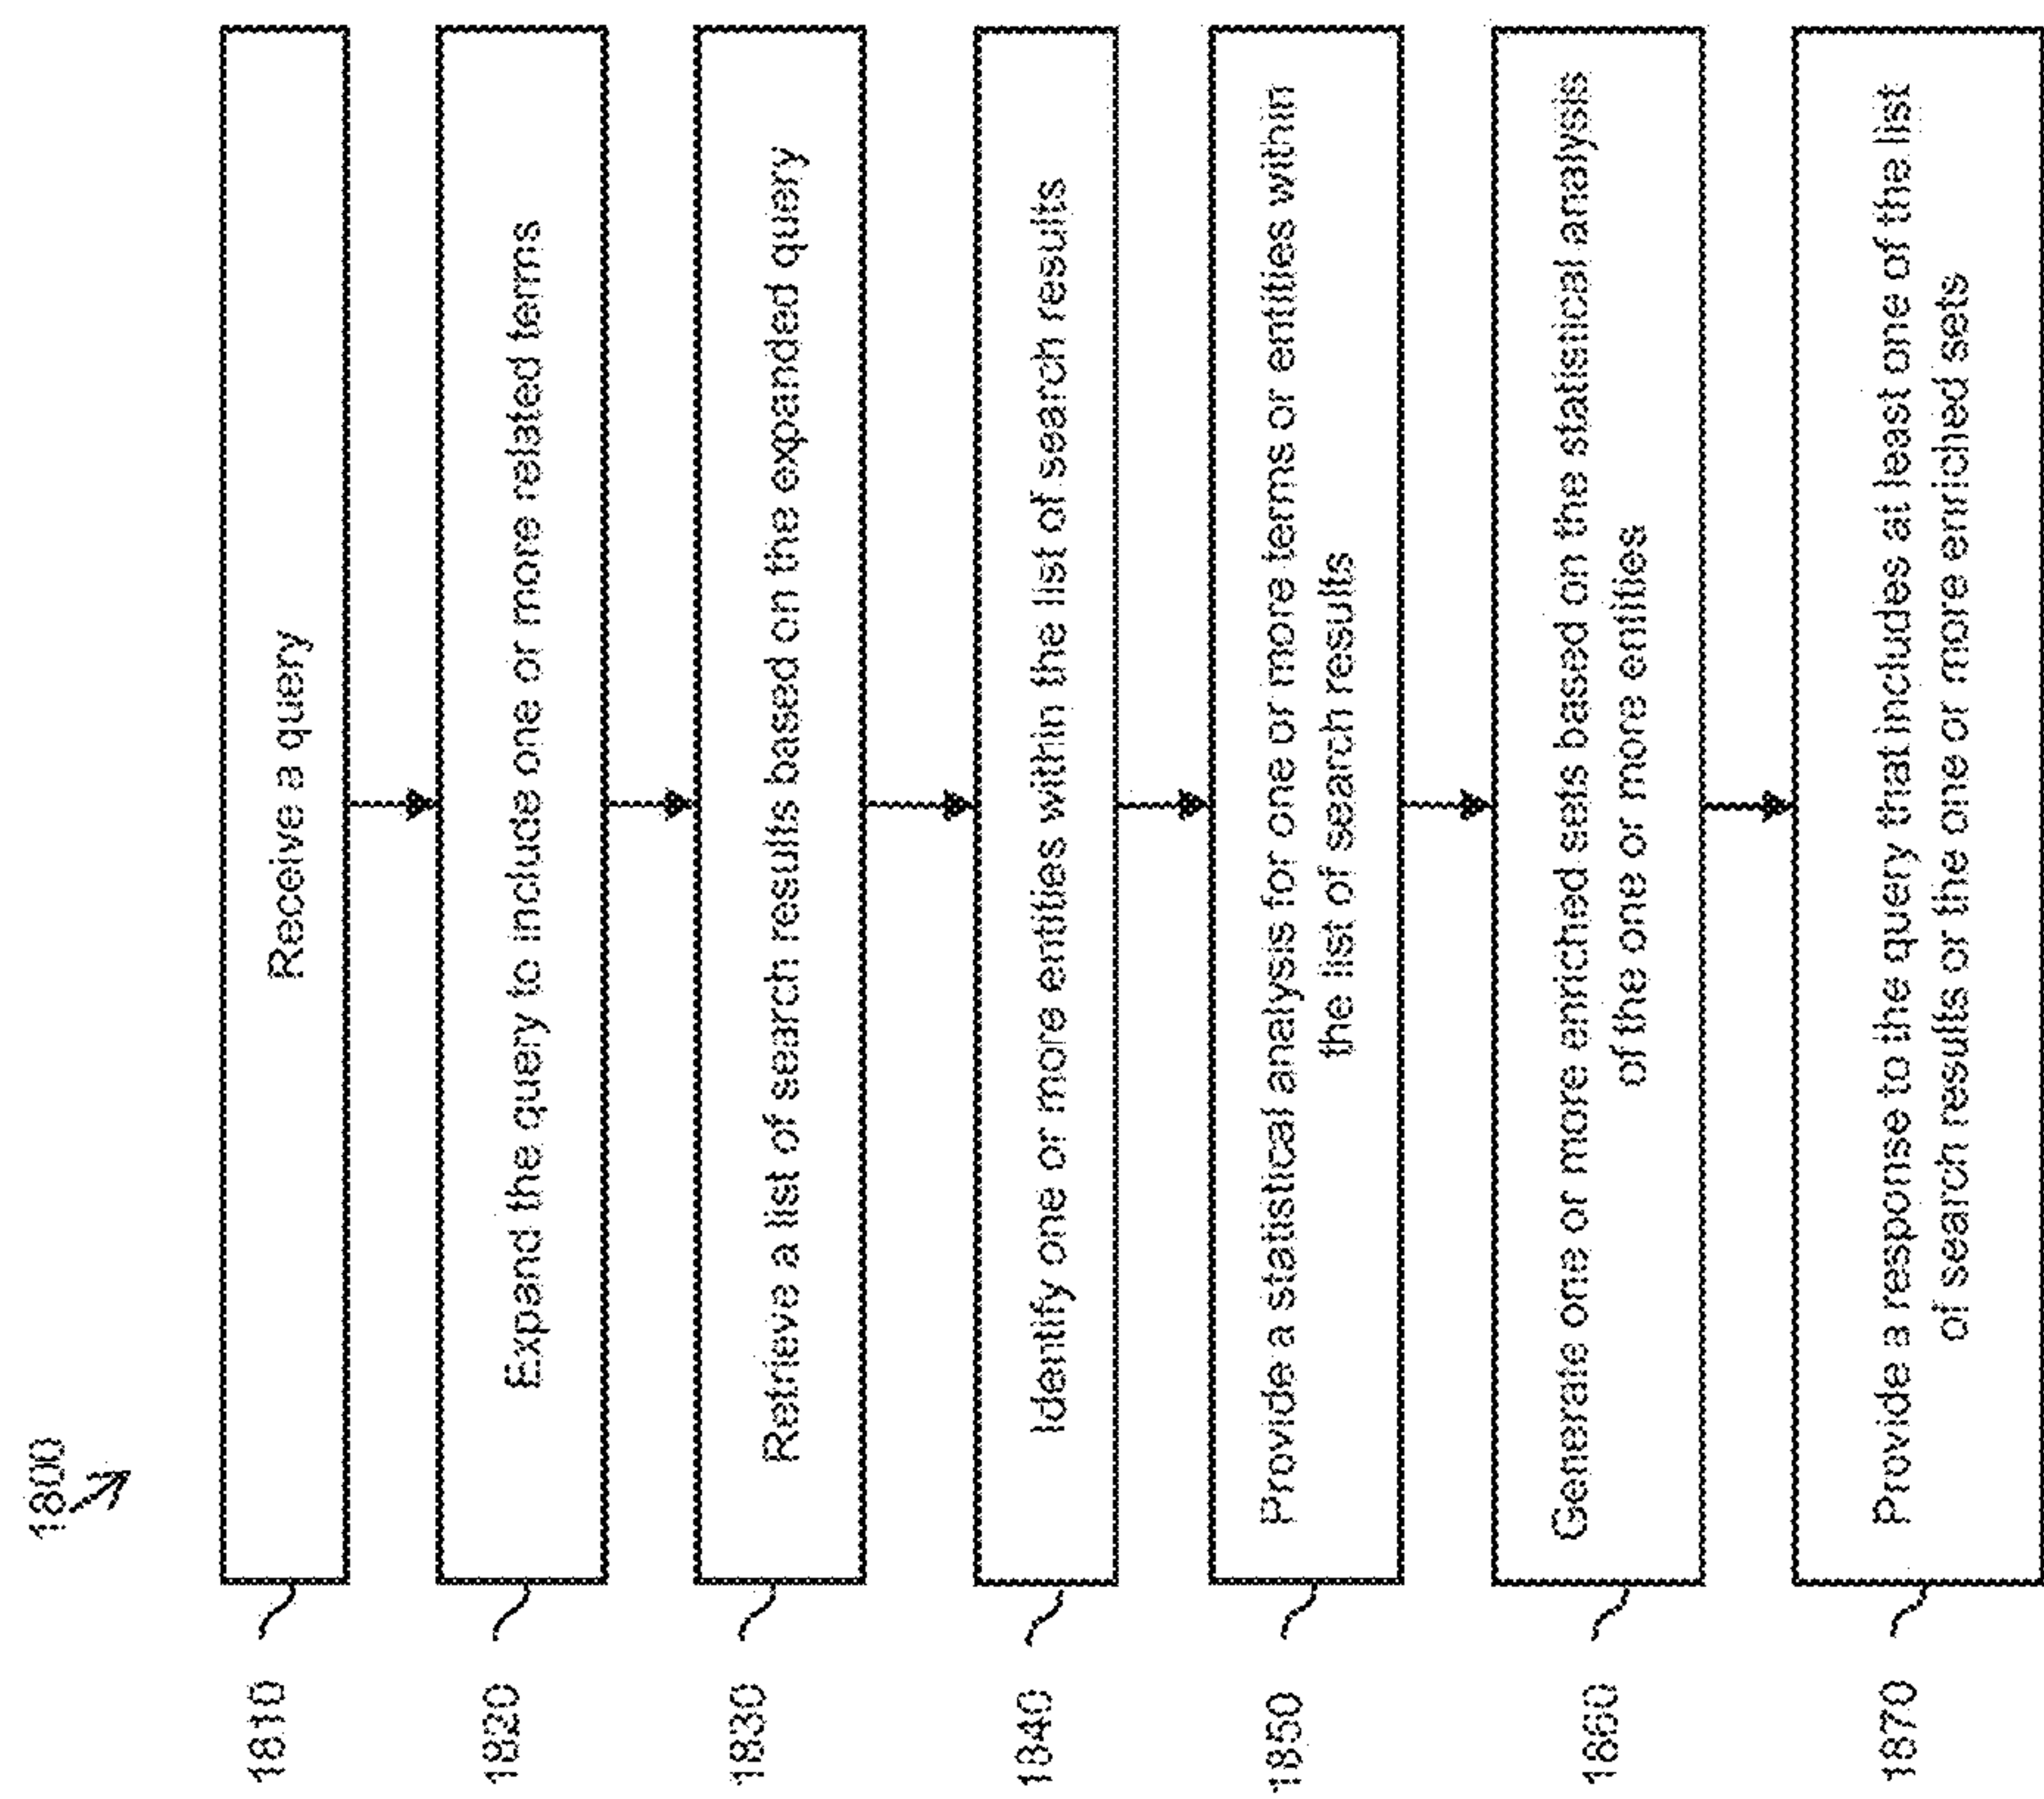 1800
1810
Receive a query
1820
Expand the query to include one or more related terms
1830
Retrieve a list of search results based on the expanded query
1840
Identify one or more entities within the list of search results
1850
Provide a statistical analysis for one or more terms or entities within
the list of search results
1860
Generate one or more enriched sets based on the statistical analysis
of the one or more entities
1870
Provide a response to the query that includes at least one of the list
of search results or the one or more enriched sets